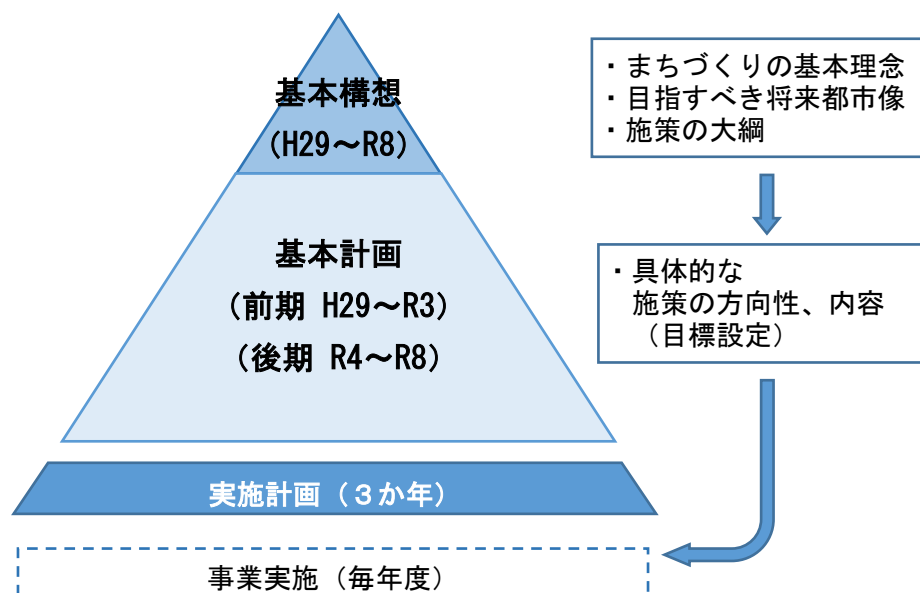 基本構想
(H29～R8)
基本計画
(前期 H29～R3)
(後期 R4～R8)
実施計画（３か年）
事業実施（毎年度）
・まちづくりの基本理念
・目指すべき将来都市像
・施策の大綱
・具体的な
施策の方向性、内容
（目標設定）